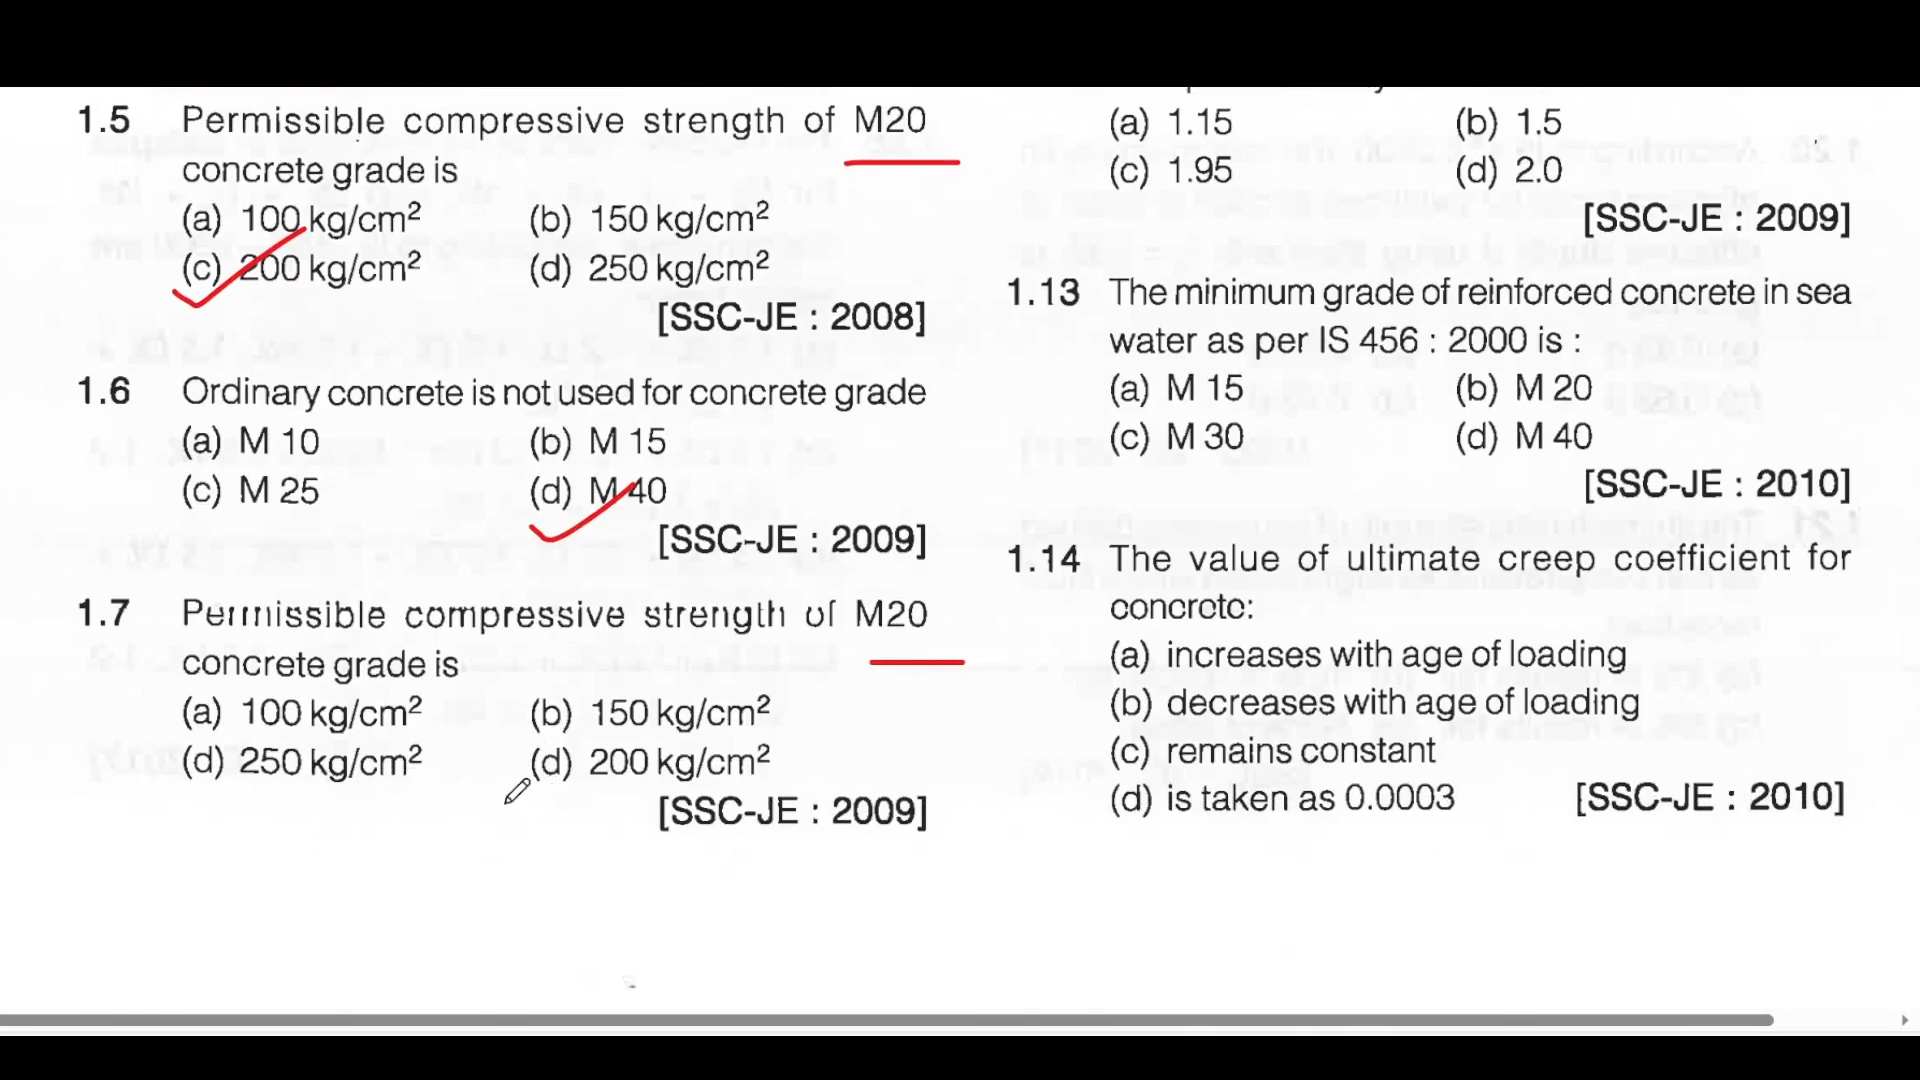 1.5 Permissible compressive strength of M20
concrete grade is
(a) 100 kg/cm² (b) 150 kg/cm²
(c) 200 kg/cm² (d) 250 kg/cm²
[SSC-JE : 2008]
1.6 Ordinary concrete is not used for concrete grade
(a) M 10 (b) M 15
(c) M 25 (d) M 40
[SSC-JE : 2009]
1.7 Permissible compressive strength of M20
concrete grade is
(a) 100 kg/cm² (b) 150 kg/cm²
(d) 250 kg/cm² (d) 200 kg/cm²
[SSC-JE : 2009]
(a) 1.15 (b) 1.5
(c) 1.95 (d) 2.0
[SSC-JE : 2009]
1.13 The minimum grade of reinforced concrete in sea
water as per IS 456 : 2000 is :
(a) M 15 (b) M 20
(c) M 30 (d) M 40
[SSC-JE : 2010]
1.14 The value of ultimate creep coefficient for
concrete:
(a) increases with age of loading
(b) decreases with age of loading
(c) remains constant
(d) is taken as 0.0003 [SSC-JE : 2010]